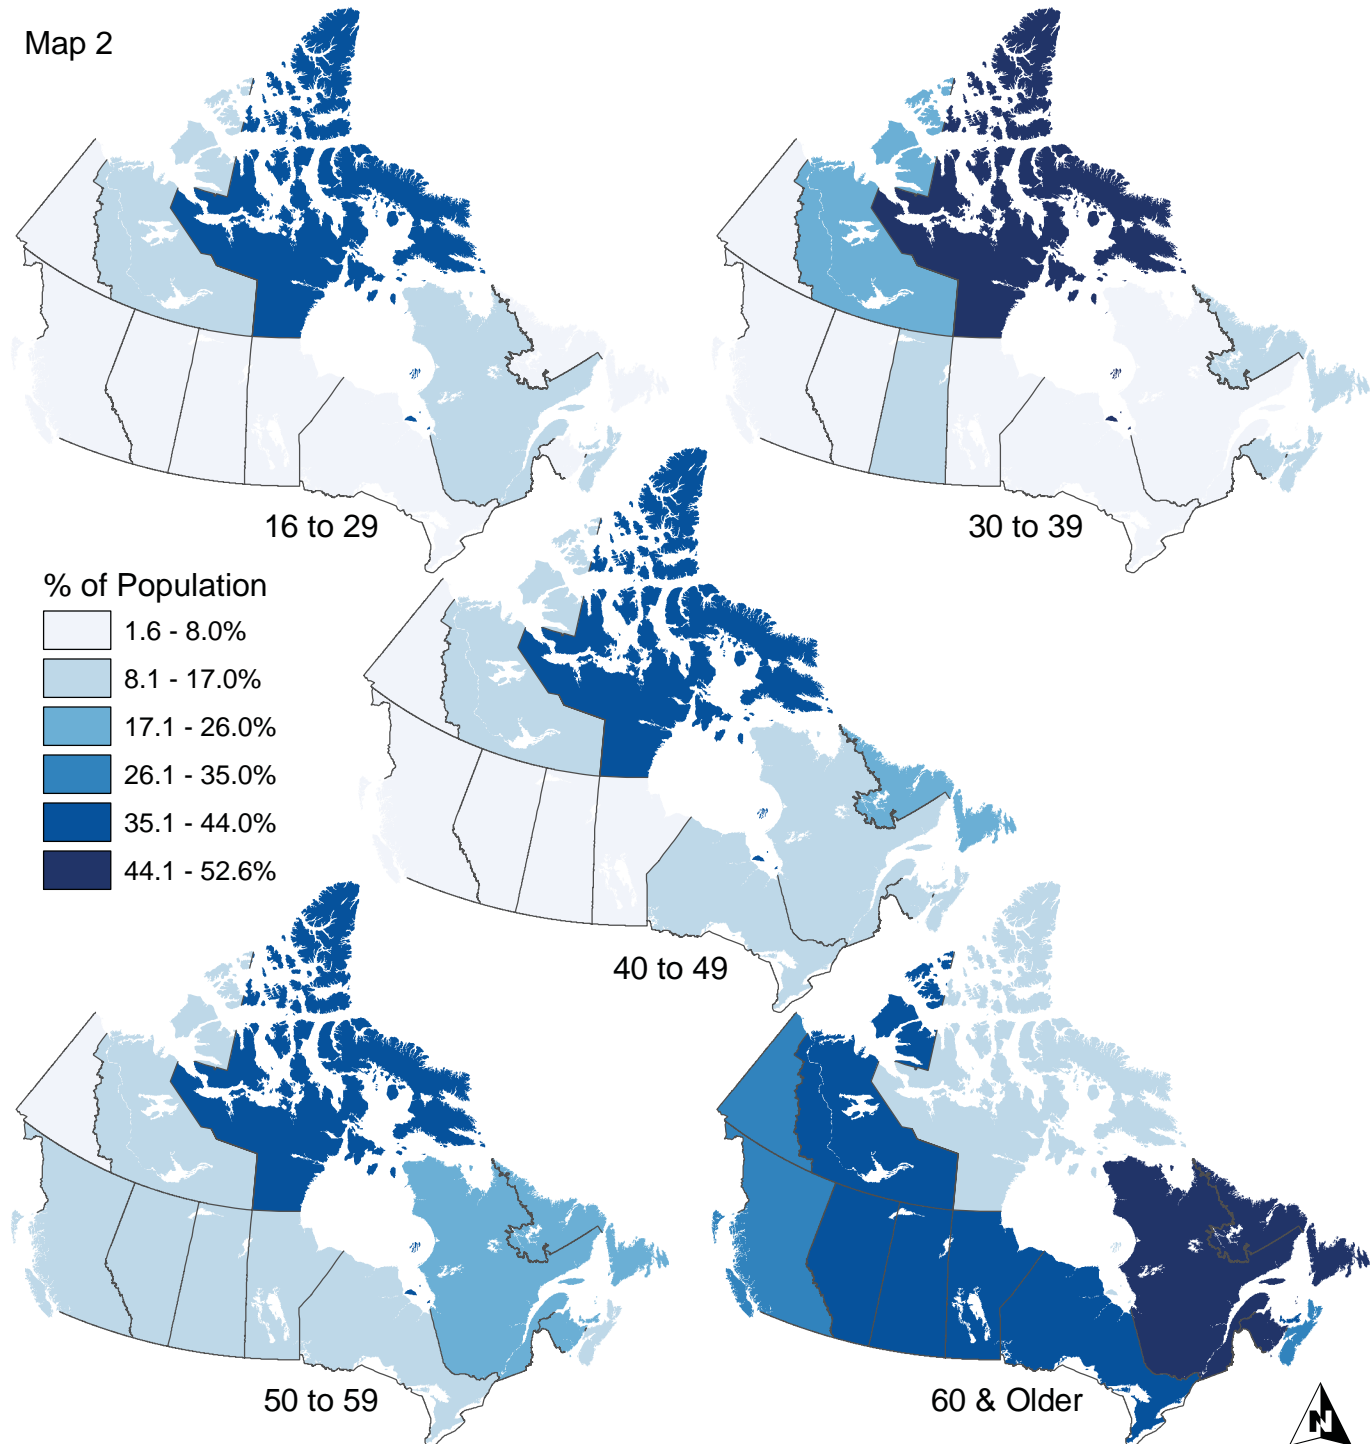 Map 2
16 to 29
30 to 39
% of Population
1.6 - 8.0%
8.1 - 17.0%
17.1 - 26.0%
26.1 - 35.0%
35.1 - 44.0%
44.1 - 52.6%
40 to 49
50 to 59
60 & Older
N